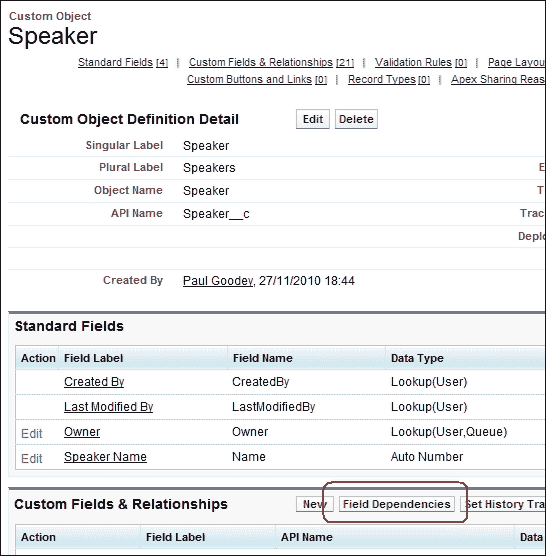 Custom Object
Speaker
Standard Fields [4] | Custom Fields & Relationships [21] | Validation Rules [0] | Page Layou
Custom Buttons and Links [0] | Record Types [0] | Apex Sharing Reas
Custom Object Definition Detail Edit Delete
Singular Label Speaker
Plural Label Speakers E
Object Name Speaker T
API Name Speaker__c Trac
Deplo
Created By Paul Goodey, 27/11/2010 18:44
Standard Fields
Action Field Label Field Name Data Type
Created By CreatedBy Lookup(User)
Last Modified By LastModifiedBy Lookup(User)
Edit Owner Owner Lookup(User,Queue)
Edit Speaker Name Name Auto Number
Custom Fields & Relationships New Field Dependencies Set History Tra
Action Field Label API Name Data